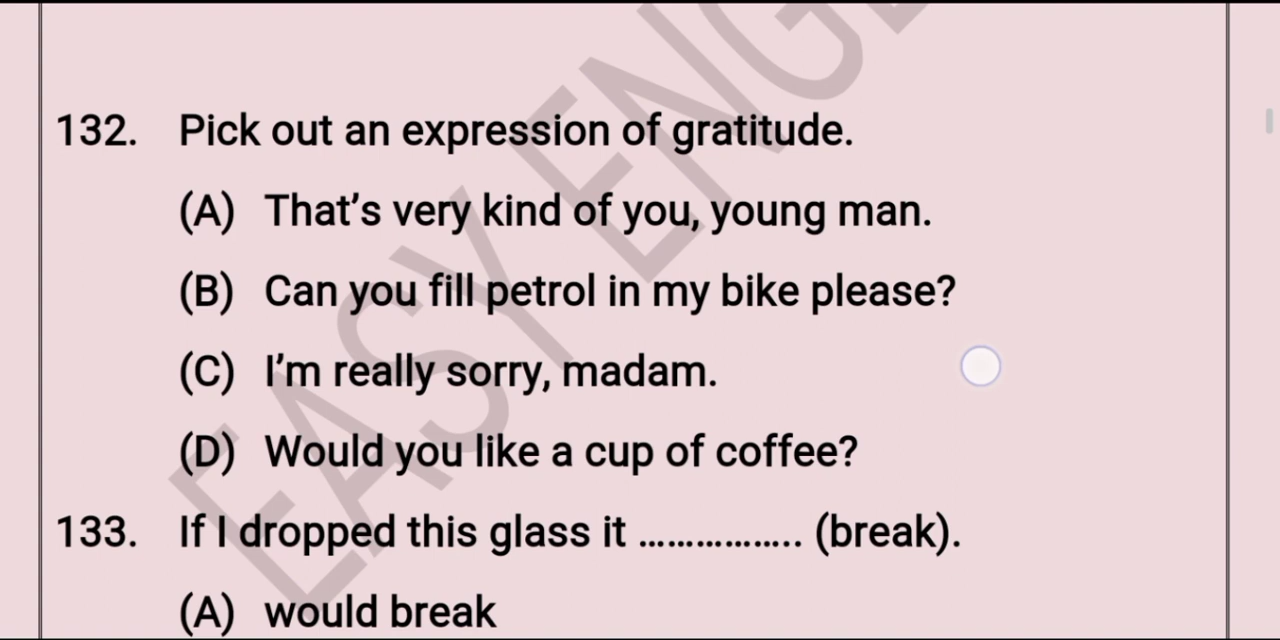 132. Pick out an expression of gratitude.
(A) That's very kind of you, young man.
(B) Can you fill petrol in my bike please?
(C) I'm really sorry, madam.
(D) Would you like a cup of coffee?
133. If I dropped this glass it ................ (break).
(A) would break
EASY ENG